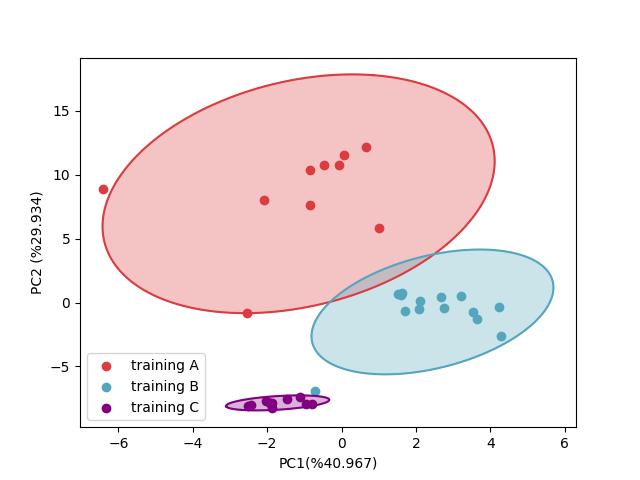 15
10
5
0
−5
PC2 (%29.934)
training A
training B
training C
−6 −4 −2 0 2 4 6
PC1(%40.967)